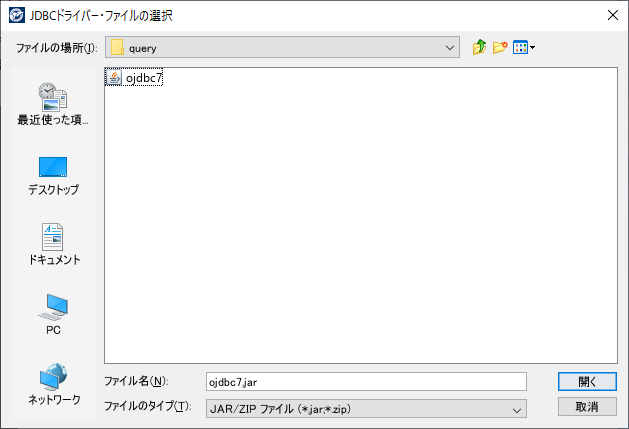 JDBCドライバー・ファイルの選択
ファイルの場所(I):
query
ojdbc7
最近使った項...
デスクトップ
ドキュメント
PC
ネットワーク
ファイル名(N):
ojdbc7.jar
開く
ファイルのタイプ(T):
JAR/ZIP ファイル (*.jar;*.zip)
取消